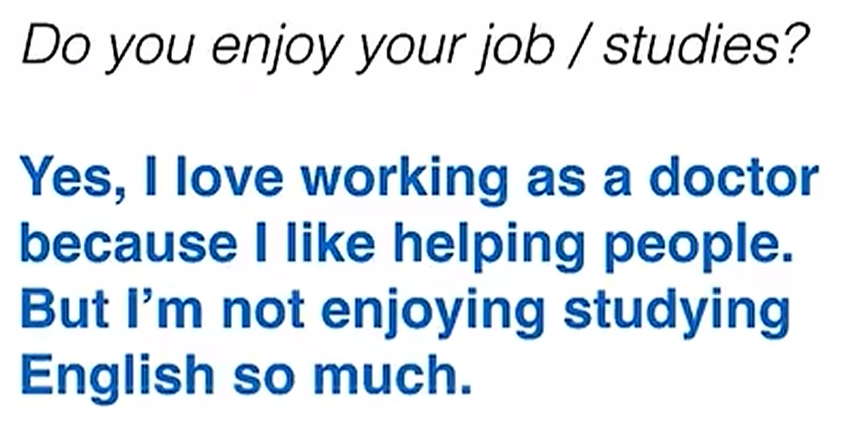 Do you enjoy your job / studies?
Yes, I love working as a doctor
because I like helping people.
But I'm not enjoying studying
English so much.